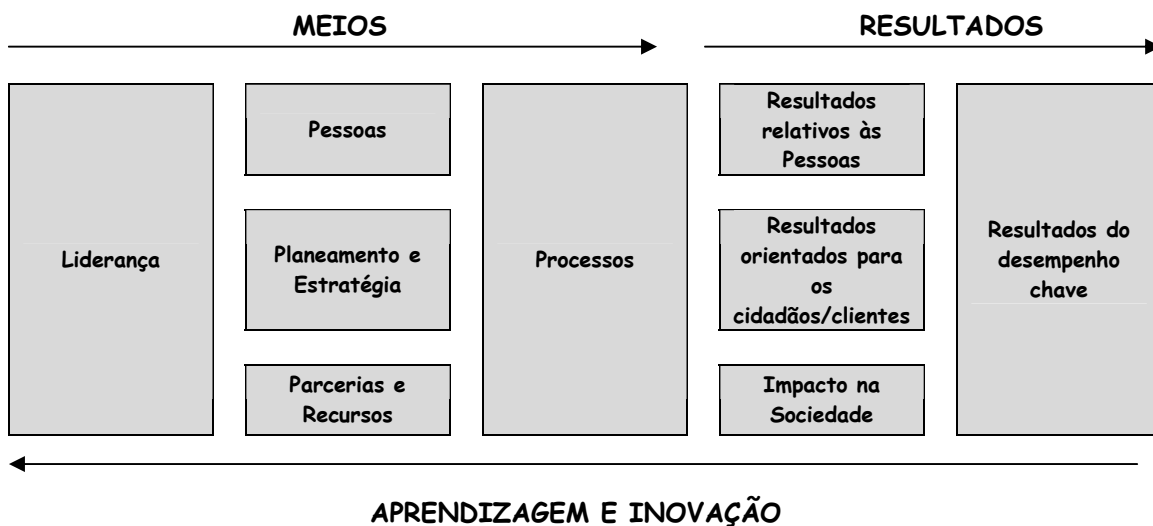 MEIOS
RESULTADOS
Liderança
Pessoas
Planeamento e
Estratégia
Parcerias e
Recursos
Processos
Resultados
relativos às
Pessoas
Resultados
orientados para
os
cidadãos/clientes
Impacto na
Sociedade
Resultados do
desempenho
chave
APRENDIZAGEM E INOVAÇÃO